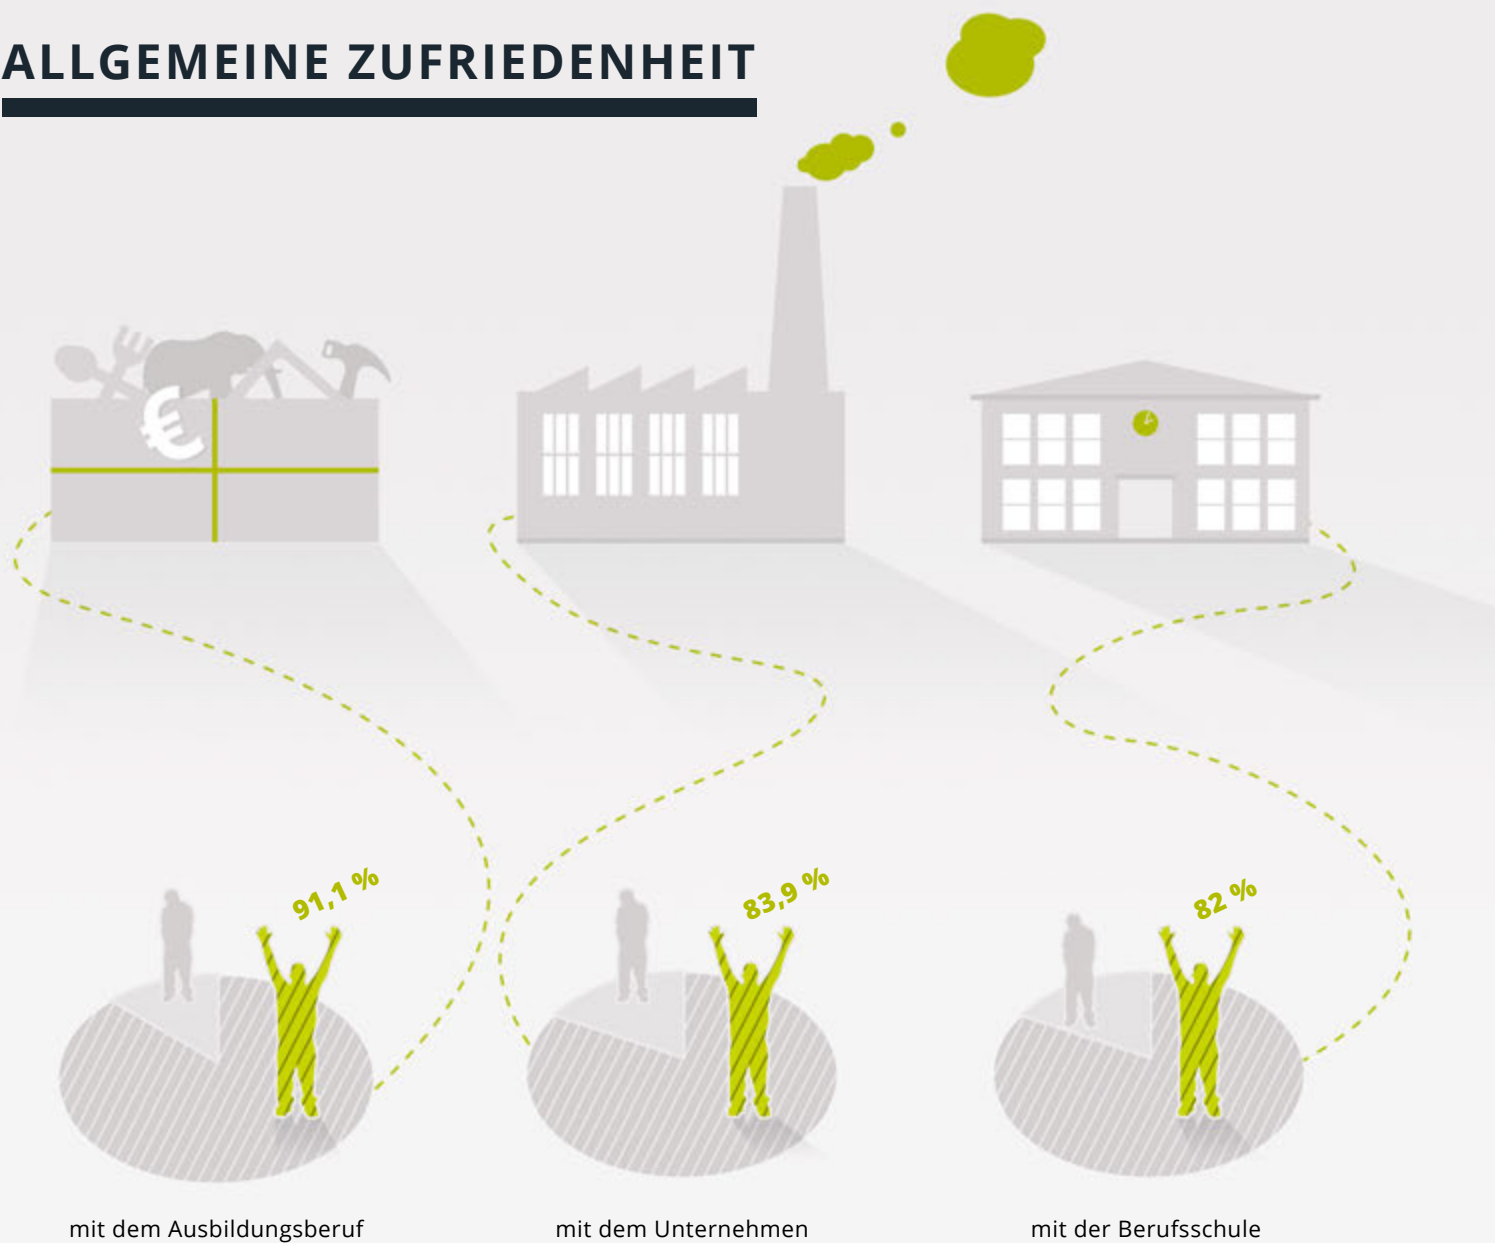 ALLGEMEINE ZUFRIEDENHEIT
€
91,1 %
83,9 %
82 %
mit dem Ausbildungsberuf
mit dem Unternehmen
mit der Berufsschule